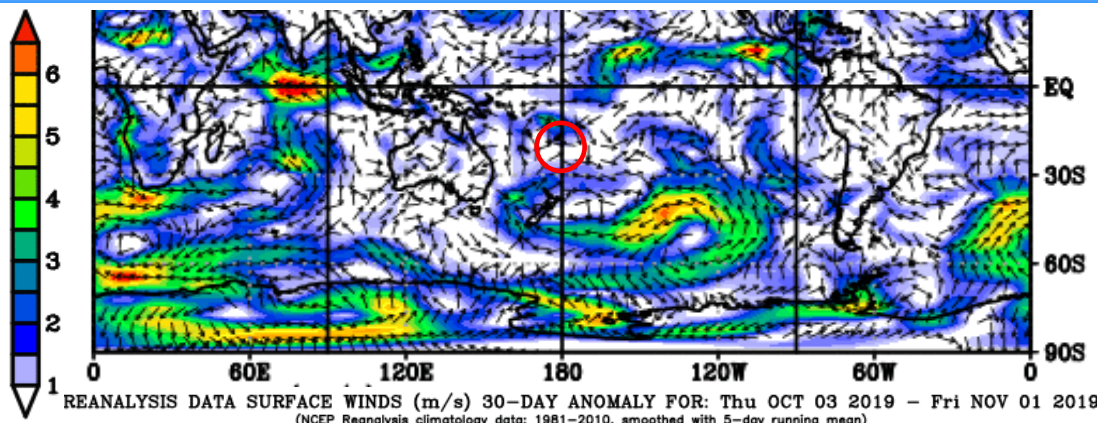 6
5
4
3
2
1
EQ
30S
60S
90S
0 60E 120E 180 120W 60W 0
REANALYSIS DATA SURFACE WINDS (m/s) 30-DAY ANOMALY FOR: Thu OCT 03 2019 – Fri NOV 01 2019
(NCEP Reanalysis climatology data: 1981-2010, smoothed with 5-day running mean)